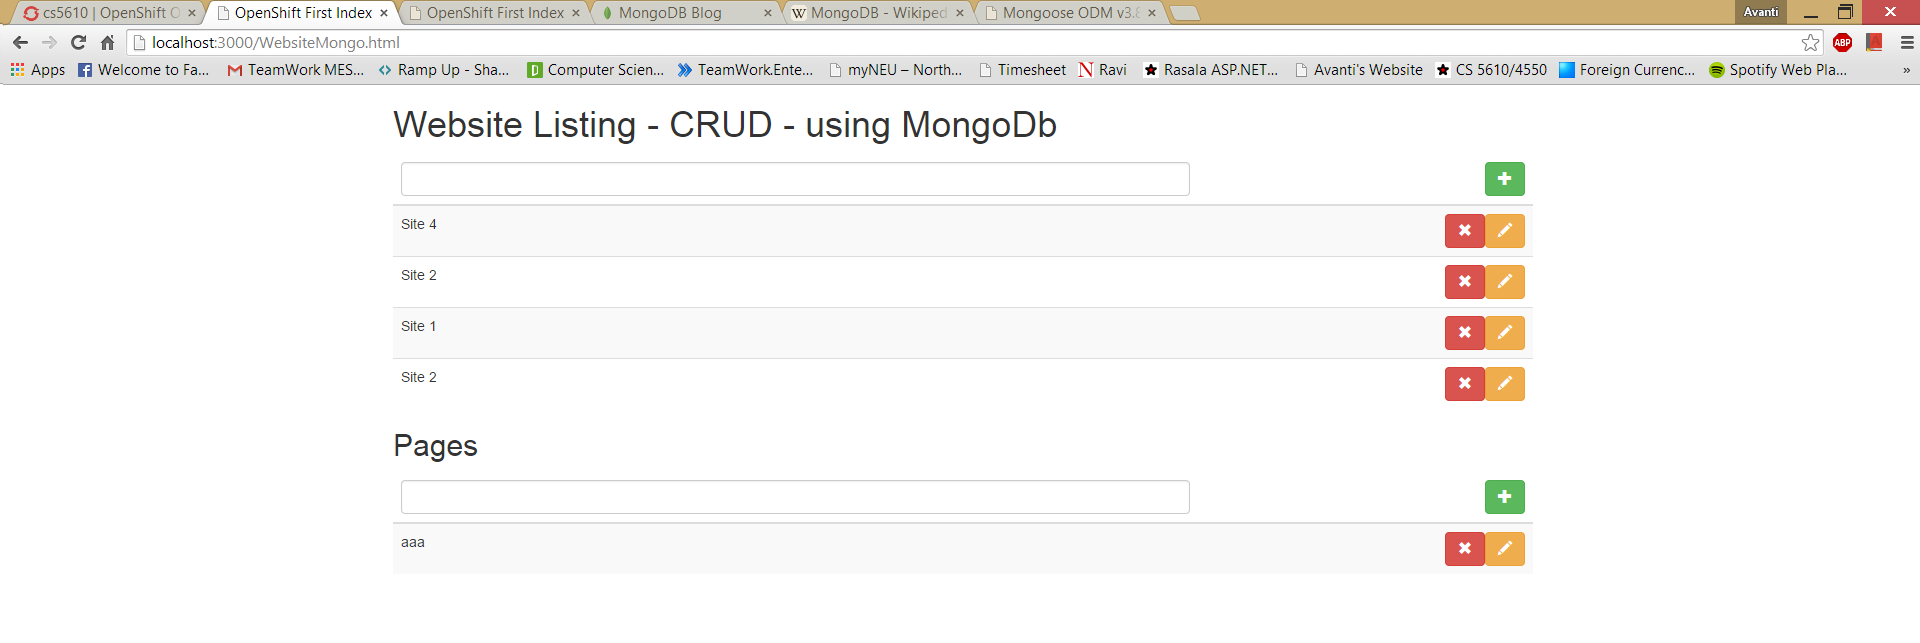 cs5610 | OpenShift O
OpenShift First Index
OpenShift First Index
MongoDB Blog
W MongoDB - Wikiped
Mongoose ODM v3.8
Avanti
localhost:3000/WebsiteMongo.html
ABP
Apps
Welcome to Fa...
TeamWork MES...
Ramp Up - Sha...
Computer Scien...
TeamWork.Ente...
myNEU – North...
Timesheet
N Ravi
Rasala ASP.NET...
Avanti's Website
CS 5610/4550
Foreign Currenc...
Spotify Web Pla...
»
Website Listing - CRUD - using MongoDb
Site 4
Site 2
Site 1
Site 2
Pages
aaa